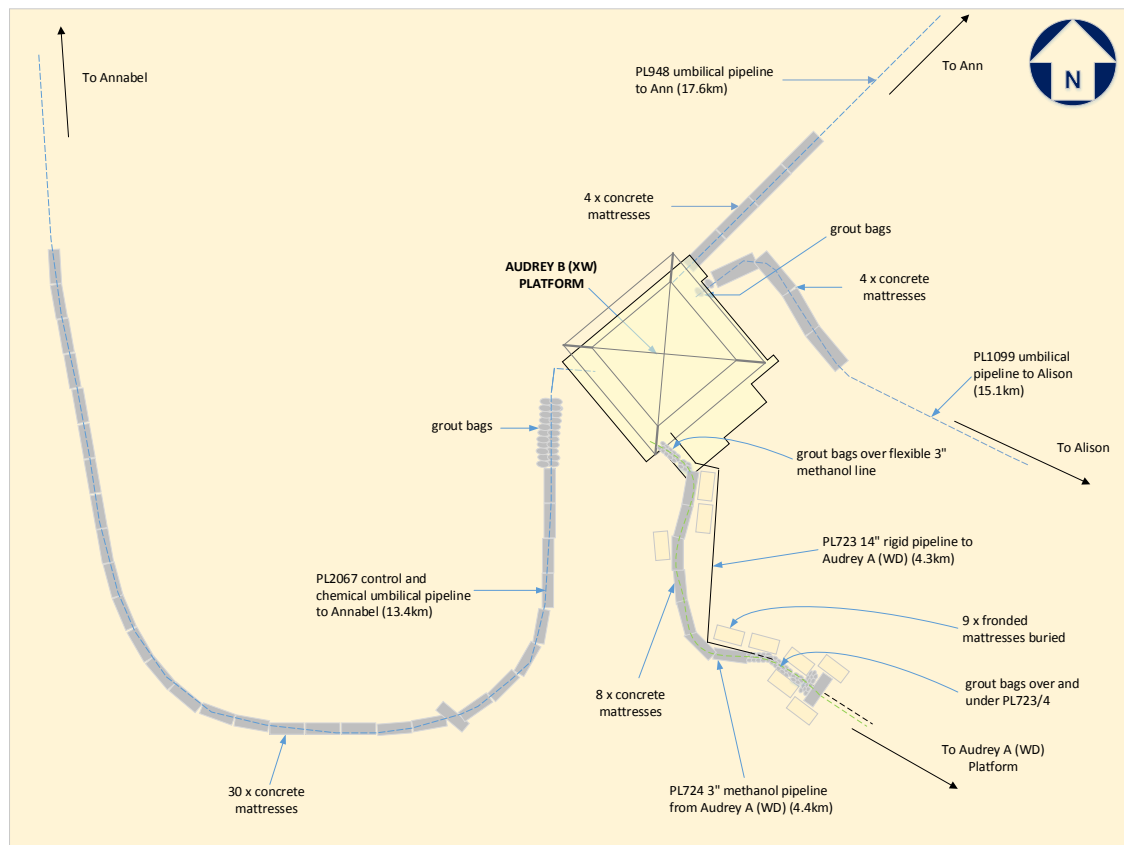 To Annabel
PL948 umbilical pipeline
to Ann (17.6km)
To Ann
N
4 x concrete
mattresses
grout bags
AUDREY B (XW)
PLATFORM
4 x concrete
mattresses
PL1099 umbilical
pipeline to Alison
(15.1km)
grout bags
To Alison
grout bags over flexible 3"
methanol line
PL723 14" rigid pipeline to
Audrey A (WD) (4.3km)
PL2067 control and
chemical umbilical pipeline
to Annabel (13.4km)
9 x fronded
mattresses buried
8 x concrete
mattresses
grout bags over and
under PL723/4
To Audrey A (WD)
Platform
30 x concrete
mattresses
PL724 3" methanol pipeline
from Audrey A (WD) (4.4km)